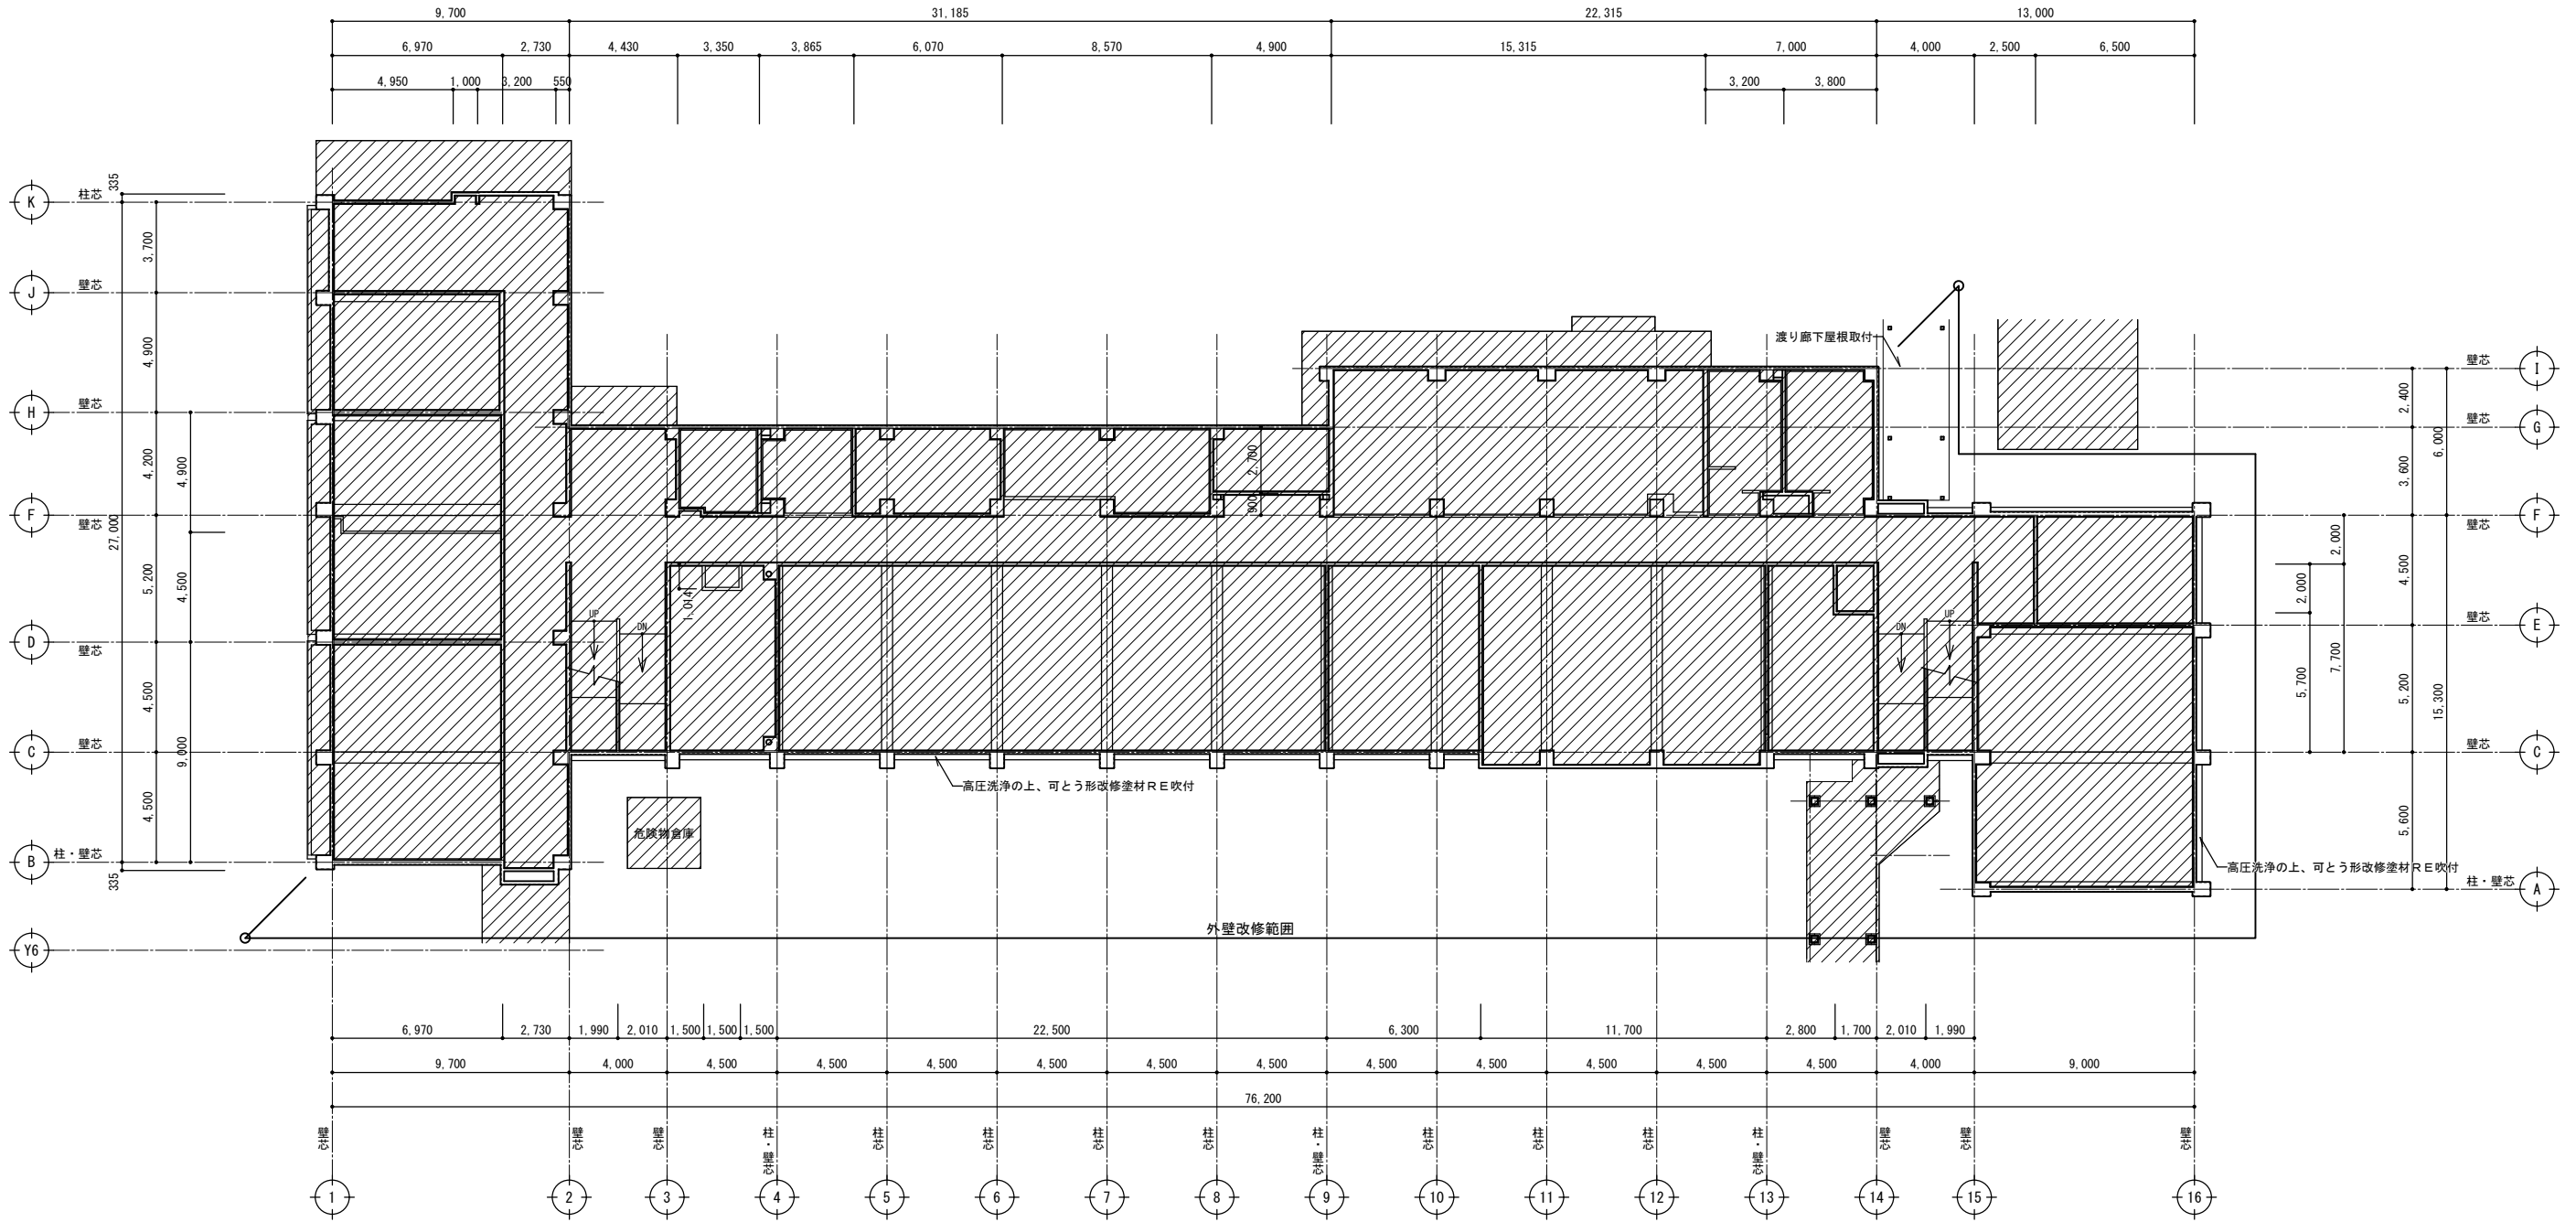 9,700 31,185 22,315 13,000
6,970 2,730 4,430 3,350 3,865 6,070 8,570 4,900 15,315 7,000 4,000 2,500 6,500
4,950 1,000 3,200 550 3,200 3,800
335
K 柱芯
3,700
J 壁芯
4,900
H 壁芯
4,200
4,900
F
壁芯
27,000
5,200
4,500
D
壁芯
4,500
C 壁芯
9,000
4,500
B 柱・壁芯
335
Y6
渡り廊下屋根取付
壁芯 I
2,400
壁芯 G
6,000
3,600
F
壁芯
2,000
4,500
2,000
壁芯 E
7,700
5,700
5,200
15,300
壁芯 C
5,600
柱・壁芯 A
2,700
900
1,014
UP
DN
DN
UP
高圧洗浄の上、可とう形改修塗材RE吹付
危険物倉庫
高圧洗浄の上、可とう形改修塗材RE吹付
外壁改修範囲
6,970 2,730 1,990 2,010 1,500 1,500 1,500 22,500 6,300 11,700 2,800 1,700 2,010 1,990
9,700 4,000 4,500 4,500 4,500 4,500 4,500 4,500 4,500 4,500 4,500 4,500 4,500 4,000 9,000
76,200
壁芯 壁芯 壁芯 柱・壁芯 柱芯 柱芯 柱芯 柱芯 柱・壁芯 柱芯 柱芯 柱芯 柱・壁芯 壁芯 壁芯 壁芯
1 2 3 4 5 6 7 8 9 10 11 12 13 14 15 16